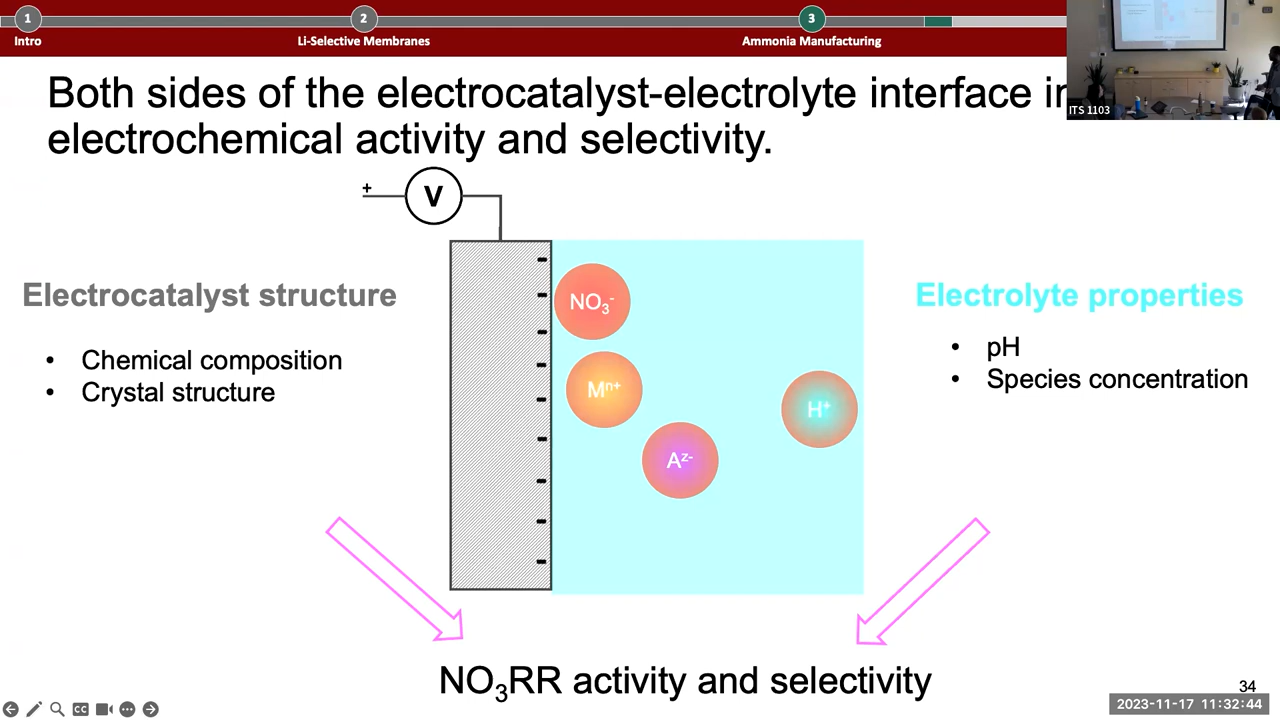 1
2
3
Intro
Li-Selective Membranes
Ammonia Manufacturing
ITS 1103
Both sides of the electrocatalyst-electrolyte interface
electrochemical activity and selectivity.
+
V
Electrocatalyst structure
• Chemical composition
• Crystal structure
NO₃⁻
Mⁿ⁺
Aᶻ⁻
H⁺
Electrolyte properties
• pH
• Species concentration
NO₃RR activity and selectivity
34
CC
2023-11-17 11:32:44